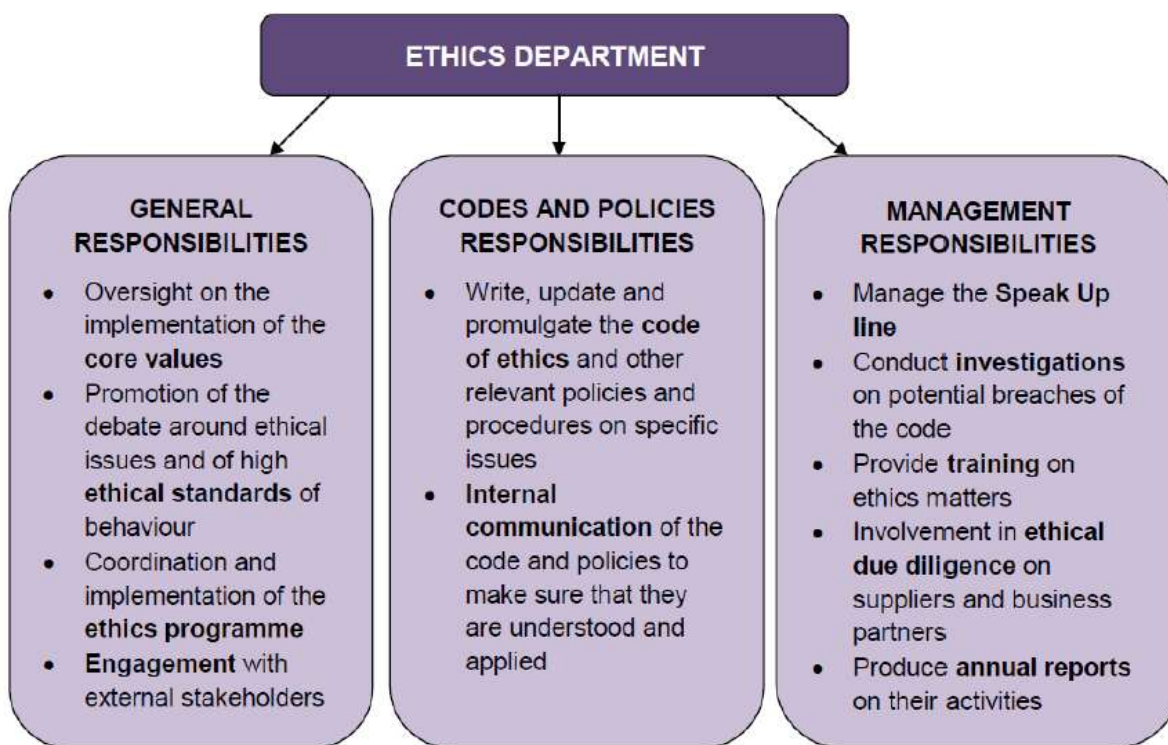 ETHICS DEPARTMENT
GENERAL
RESPONSIBILITIES
• Oversight on the
implementation of the
core values
• Promotion of the
debate around ethical
issues and of high
ethical standards of
behaviour
• Coordination and
implementation of the
ethics programme
• Engagement with
external stakeholders
CODES AND POLICIES
RESPONSIBILITIES
• Write, update and
promulgate the code
of ethics and other
relevant policies and
procedures on specific
issues
• Internal
communication of the
code and policies to
make sure that they
are understood and
applied
MANAGEMENT
RESPONSIBILITIES
• Manage the Speak Up
line
• Conduct investigations
on potential breaches of
the code
• Provide training on
ethics matters
• Involvement in ethical
due diligence on
suppliers and business
partners
• Produce annual reports
on their activities